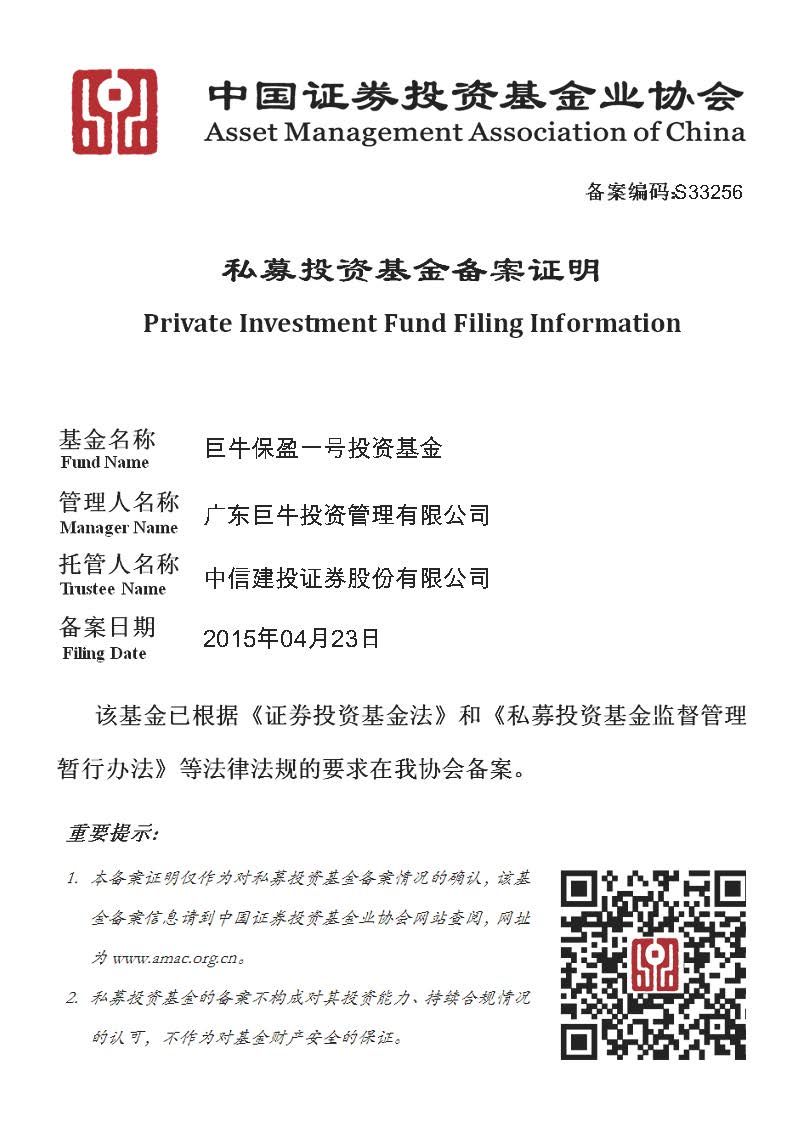 中国证券投资基金业协会
Asset Management Association of China
备案编码:S33256
私募投资基金备案证明
Private Investment Fund Filing Information
基金名称
Fund Name
巨牛保盈一号投资基金
管理人名称
Manager Name
广东巨牛投资管理有限公司
托管人名称
Trustee Name
中信建投证券股份有限公司
备案日期
Filing Date
2015年04月23日
该基金已根据《证券投资基金法》和《私募投资基金监督管理
暂行办法》等法律法规的要求在我协会备案。
重要提示：
1. 本备案证明仅作为对私募投资基金备案情况的确认，该基
金备案信息请到中国证券投资基金业协会网站查阅，网址
为 www.amac.org.cn。
2. 私募投资基金的备案不构成对其投资能力、持续合规情况
的认可，不作为对基金财产安全的保证。